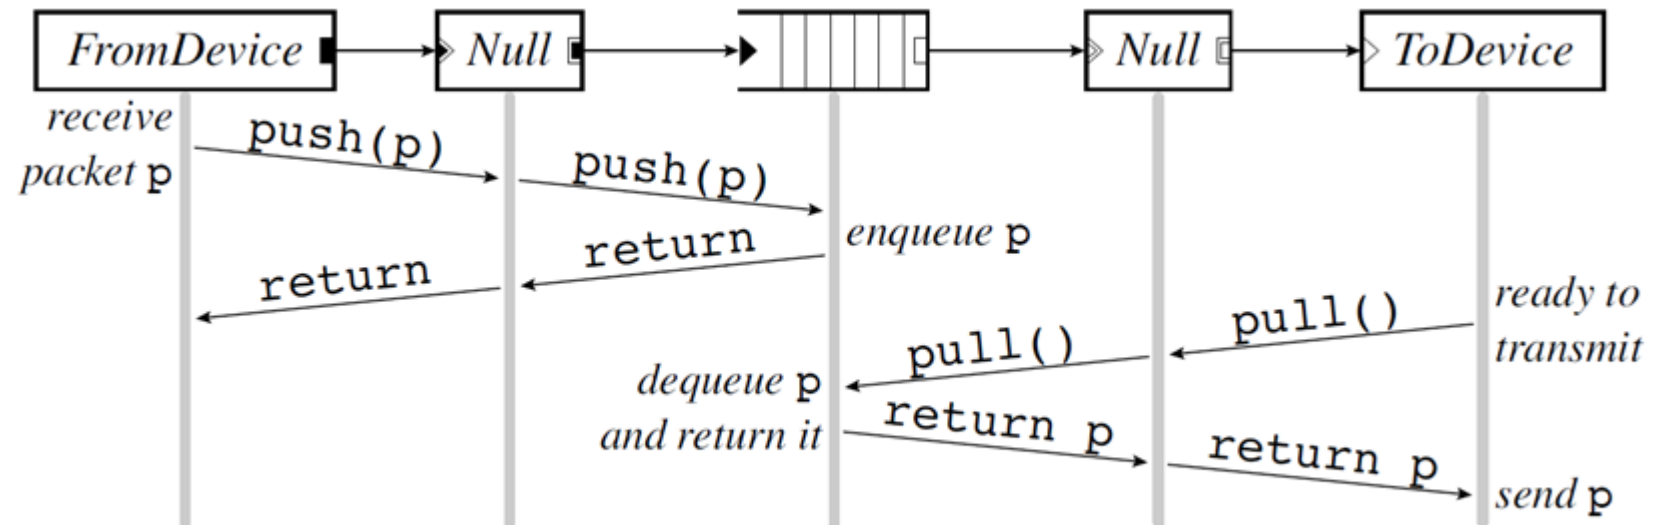 FromDevice Null Null ToDevice
receive
packet p
push(p)
push(p)
enqueue p
return
return
ready to
transmit
pull()
pull()
dequeue p
and return it
return p
return p
send p